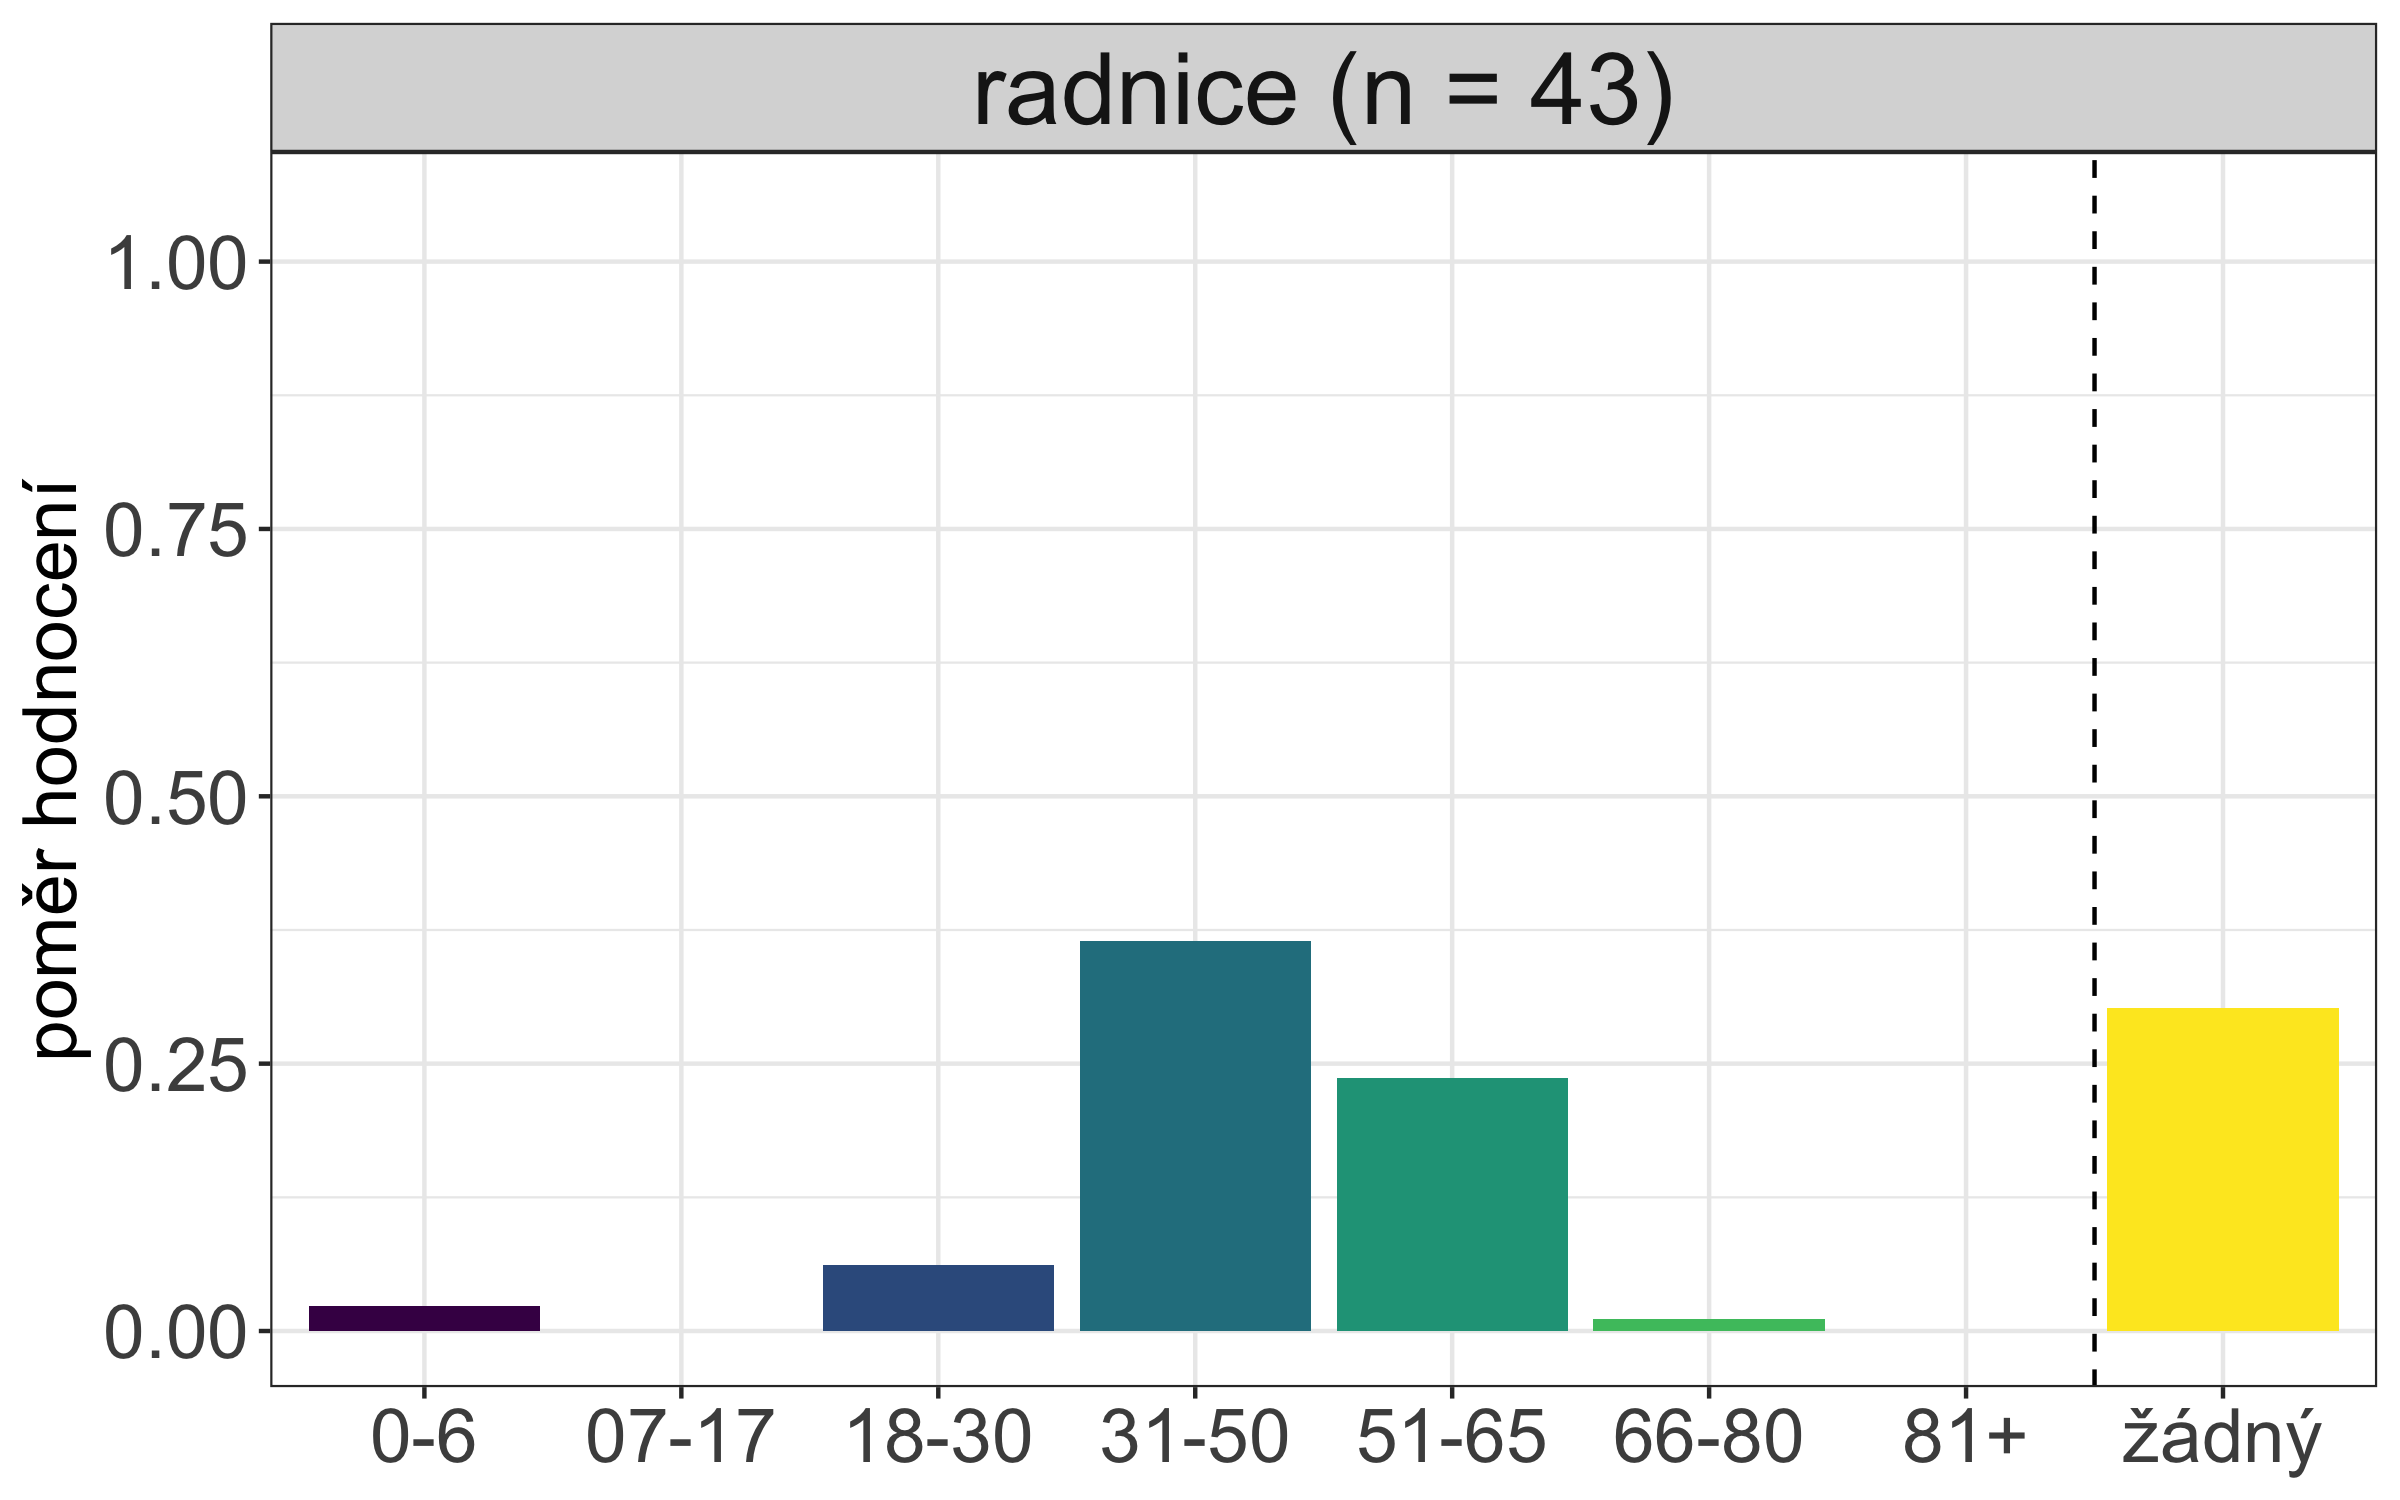 radnice (n = 43)
poměr hodnocení
1.00
0.75
0.50
0.25
0.00
0-6 07-17 18-30 31-50 51-65 66-80 81+ žádný